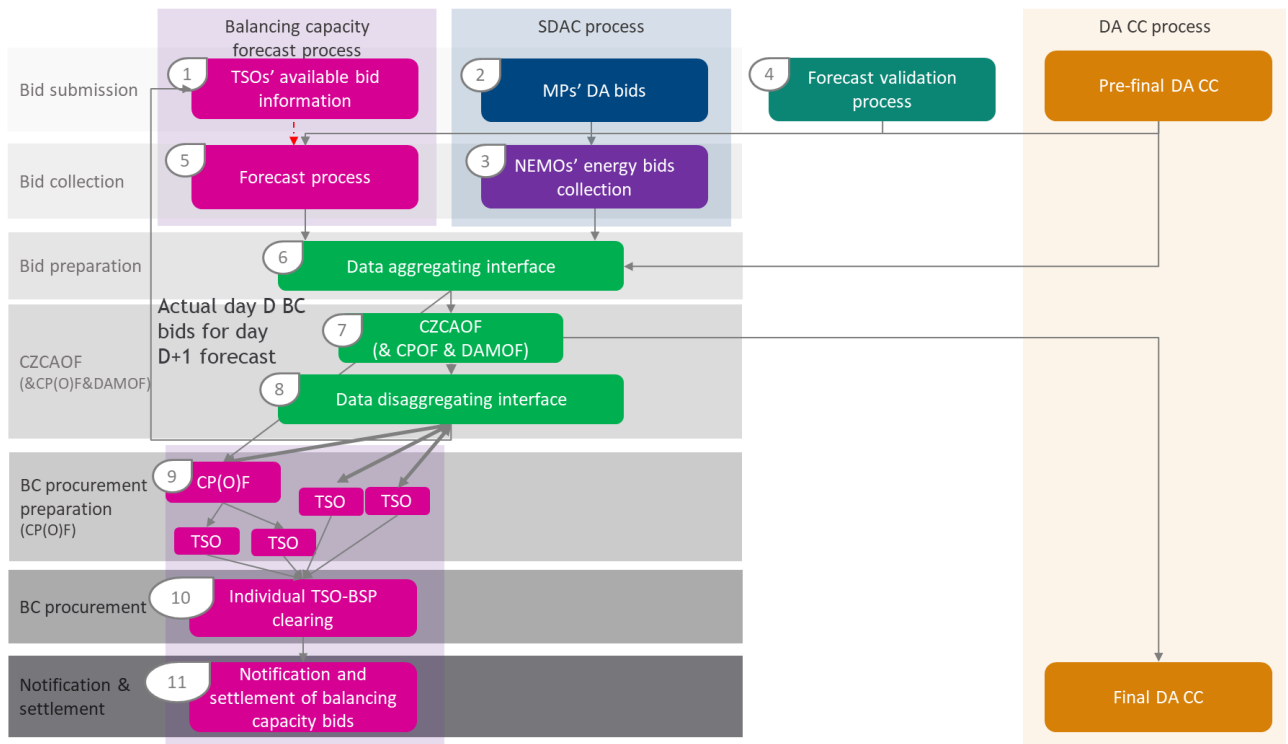 Balancing capacity
forecast process
SDAC process
DA CC process
Bid submission
1
TSOs' available bid
information
2
MPs' DA bids
4
Forecast validation
process
Pre-final DA CC
Bid collection
5
Forecast process
3
NEMOs' energy bids
collection
Bid preparation
6
Data aggregating interface
Actual day D BC
bids for day
D+1 forecast
CZCAOF
(&CP(O)F&DAMOF)
7
CZCAOF
(& CPOF & DAMOF)
8
Data disaggregating interface
BC procurement
preparation
(CP(O)F)
9
CP(O)F
TSO
TSO
TSO
TSO
BC procurement
10
Individual TSO-BSP
clearing
Notification &
settlement
11
Notification and
settlement of balancing
capacity bids
Final DA CC